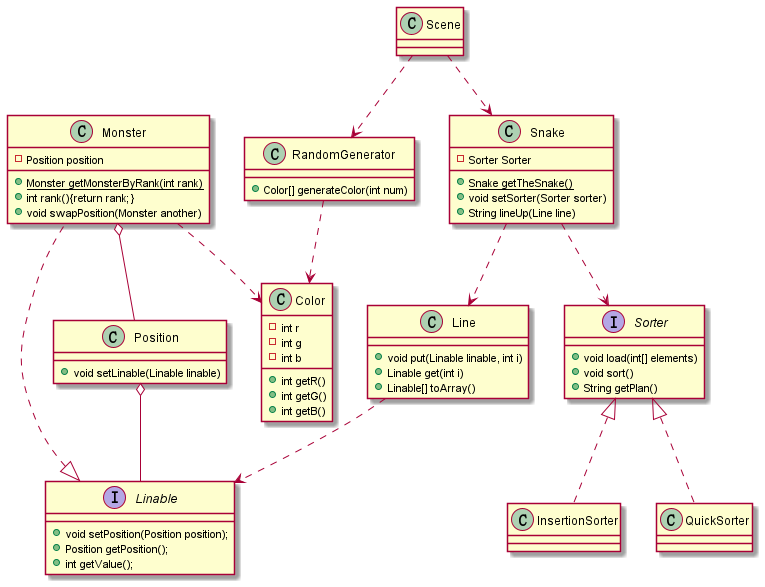 C Scene
C Monster
Position position
Monster getMonsterByRank(int rank)
int rank(){return rank; }
void swapPosition(Monster another)
C RandomGenerator
Color[] generateColor(int num)
C Snake
Sorter Sorter
Snake getTheSnake()
void setSorter(Sorter sorter)
String lineUp(Line line)
C Position
void setLinable(Linable linable)
C Color
int r
int g
int b
int getR()
int getG()
int getB()
C Line
void put(Linable linable, int i)
Linable get(int i)
Linable[] toArray()
I Sorter
void load(int[] elements)
void sort()
String getPlan()
I Linable
void setPosition(Position position);
Position getPosition();
int getValue();
C InsertionSorter
C QuickSorter